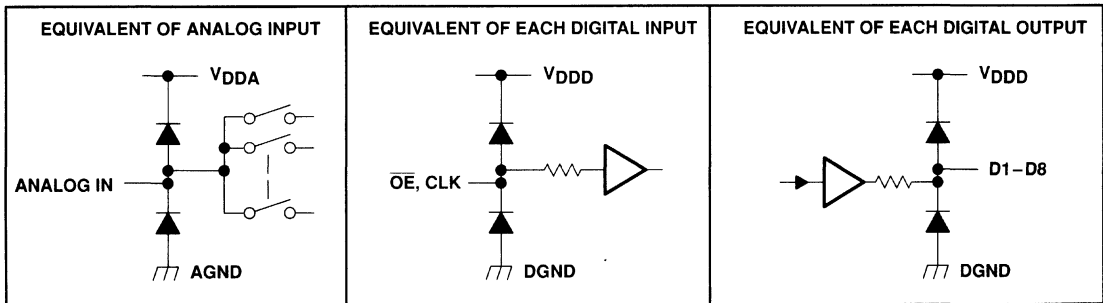 EQUIVALENT OF ANALOG INPUT
VDDA
ANALOG IN
AGND
EQUIVALENT OF EACH DIGITAL INPUT
VDDD
OE, CLK
DGND
EQUIVALENT OF EACH DIGITAL OUTPUT
VDDD
D1–D8
DGND